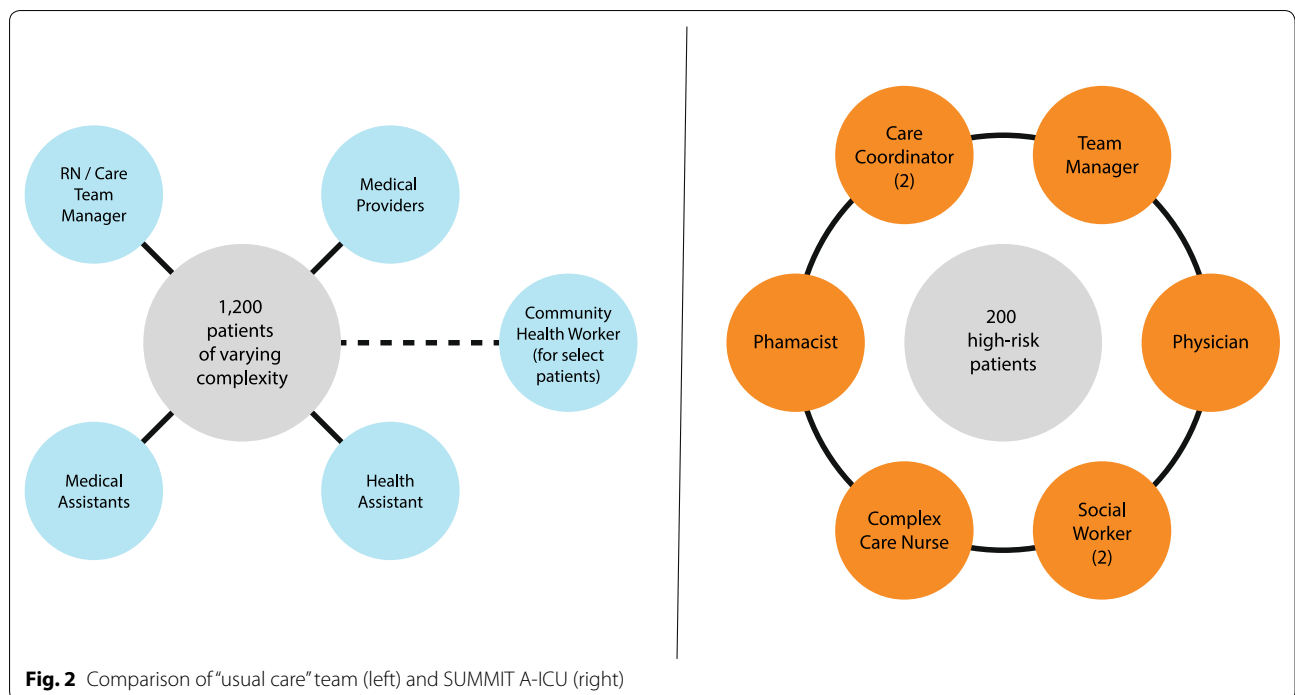 RN / Care
Team
Manager
Medical
Providers
1,200
patients
of varying
complexity
Community
Health Worker
(for select
patients)
Medical
Assistants
Health
Assistant
Care
Coordinator
(2)
Team
Manager
Phamacist
200
high-risk
patients
Physician
Complex
Care Nurse
Social
Worker
(2)
Fig. 2 Comparison of “usual care” team (left) and SUMMIT A-ICU (right)